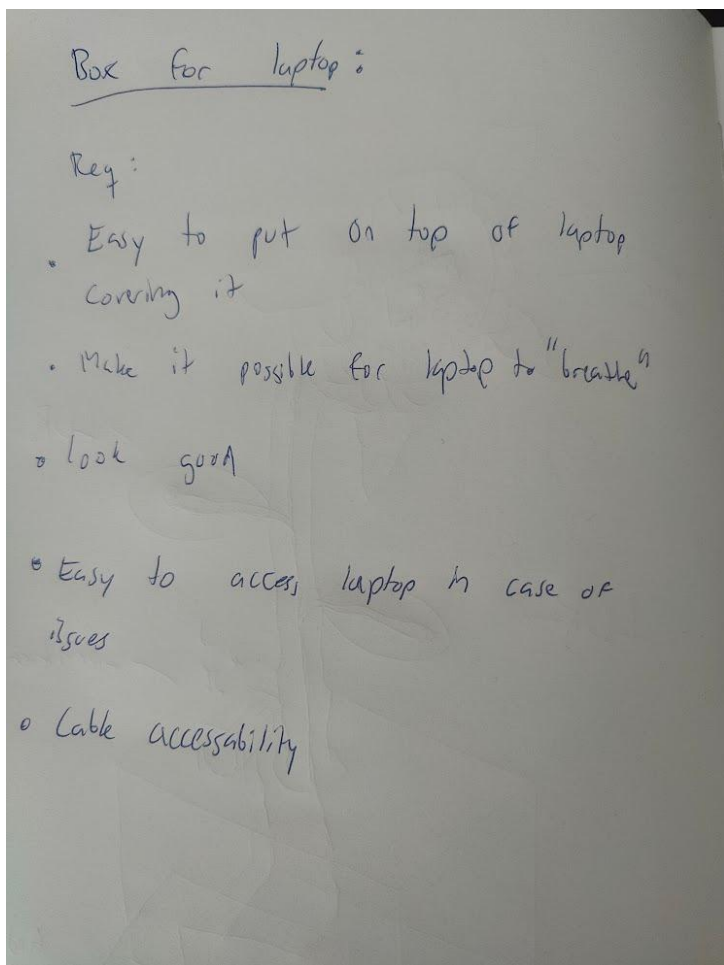 Box for laptop:
Req:
• Easy to put on top of laptop
covering it
• Make it possible for laptop to "breathe"
• look good
• Easy to access laptop in case of
issues
• Cable accessability